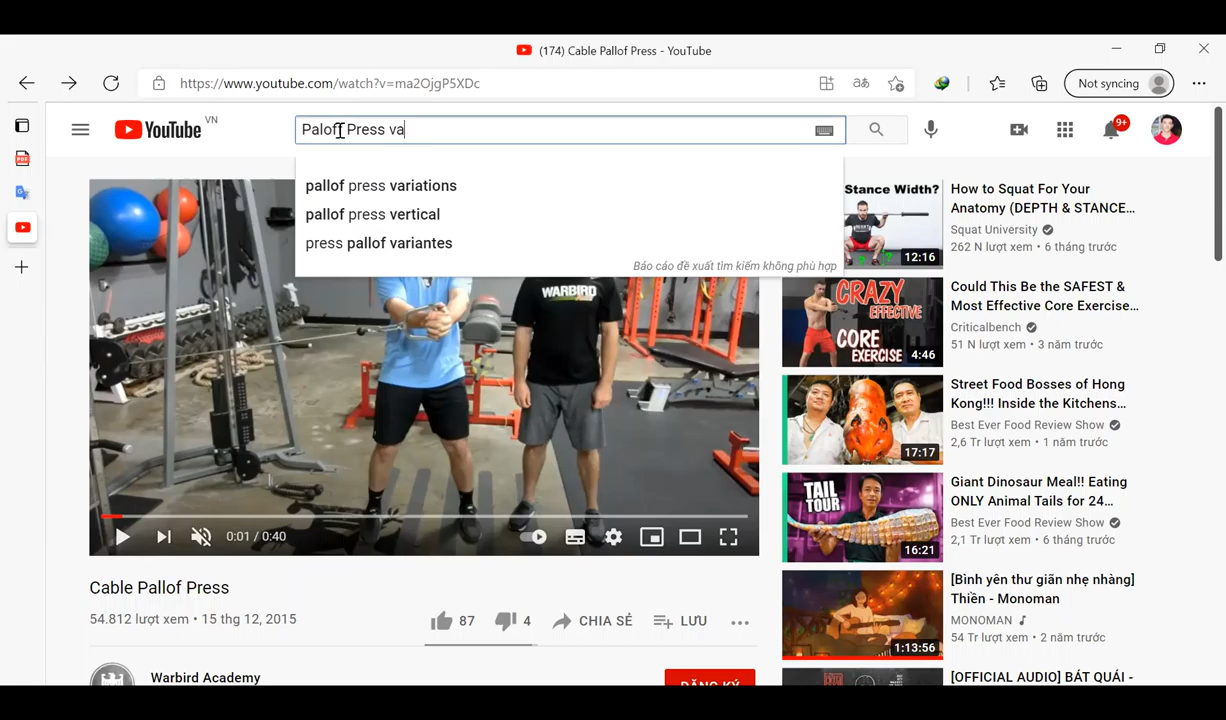 (174) Cable Pallof Press - YouTube
https://www.youtube.com/watch?v=ma2OjgP5XDc
aあ
Not syncing
PDF
YouTube VN
Palof Press va
9+
pallof press variations
pallof press vertical
press pallof variantes
Báo cáo đề xuất tìm kiếm không phù hợp
WARBIRD
0:01 / 0:40
Cable Pallof Press
54.812 lượt xem • 15 thg 12, 2015
87
4
CHIA SẺ
LƯU
Warbird Academy
ĐĂNG KÝ
Stance Width?
12:16
How to Squat For Your
Anatomy (DEPTH & STANCE...
Squat University
262 N lượt xem • 6 tháng trước
CRAZY
EFFECTIVE
CORE
EXERCISE
4:46
Could This Be the SAFEST &
Most Effective Core Exercise...
Criticalbench
51 N lượt xem • 3 năm trước
17:17
Street Food Bosses of Hong
Kong!!! Inside the Kitchens...
Best Ever Food Review Show
2,6 Tr lượt xem • 1 năm trước
TAIL
TOUR
16:21
Giant Dinosaur Meal!! Eating
ONLY Animal Tails for 24...
Best Ever Food Review Show
2,1 Tr lượt xem • 6 tháng trước
1:13:56
[Bình yên thư giãn nhẹ nhàng]
Thiền - Monoman
MONOMAN
54 Tr lượt xem • 2 năm trước
[OFFICIAL AUDIO] BÁT QUÁI -